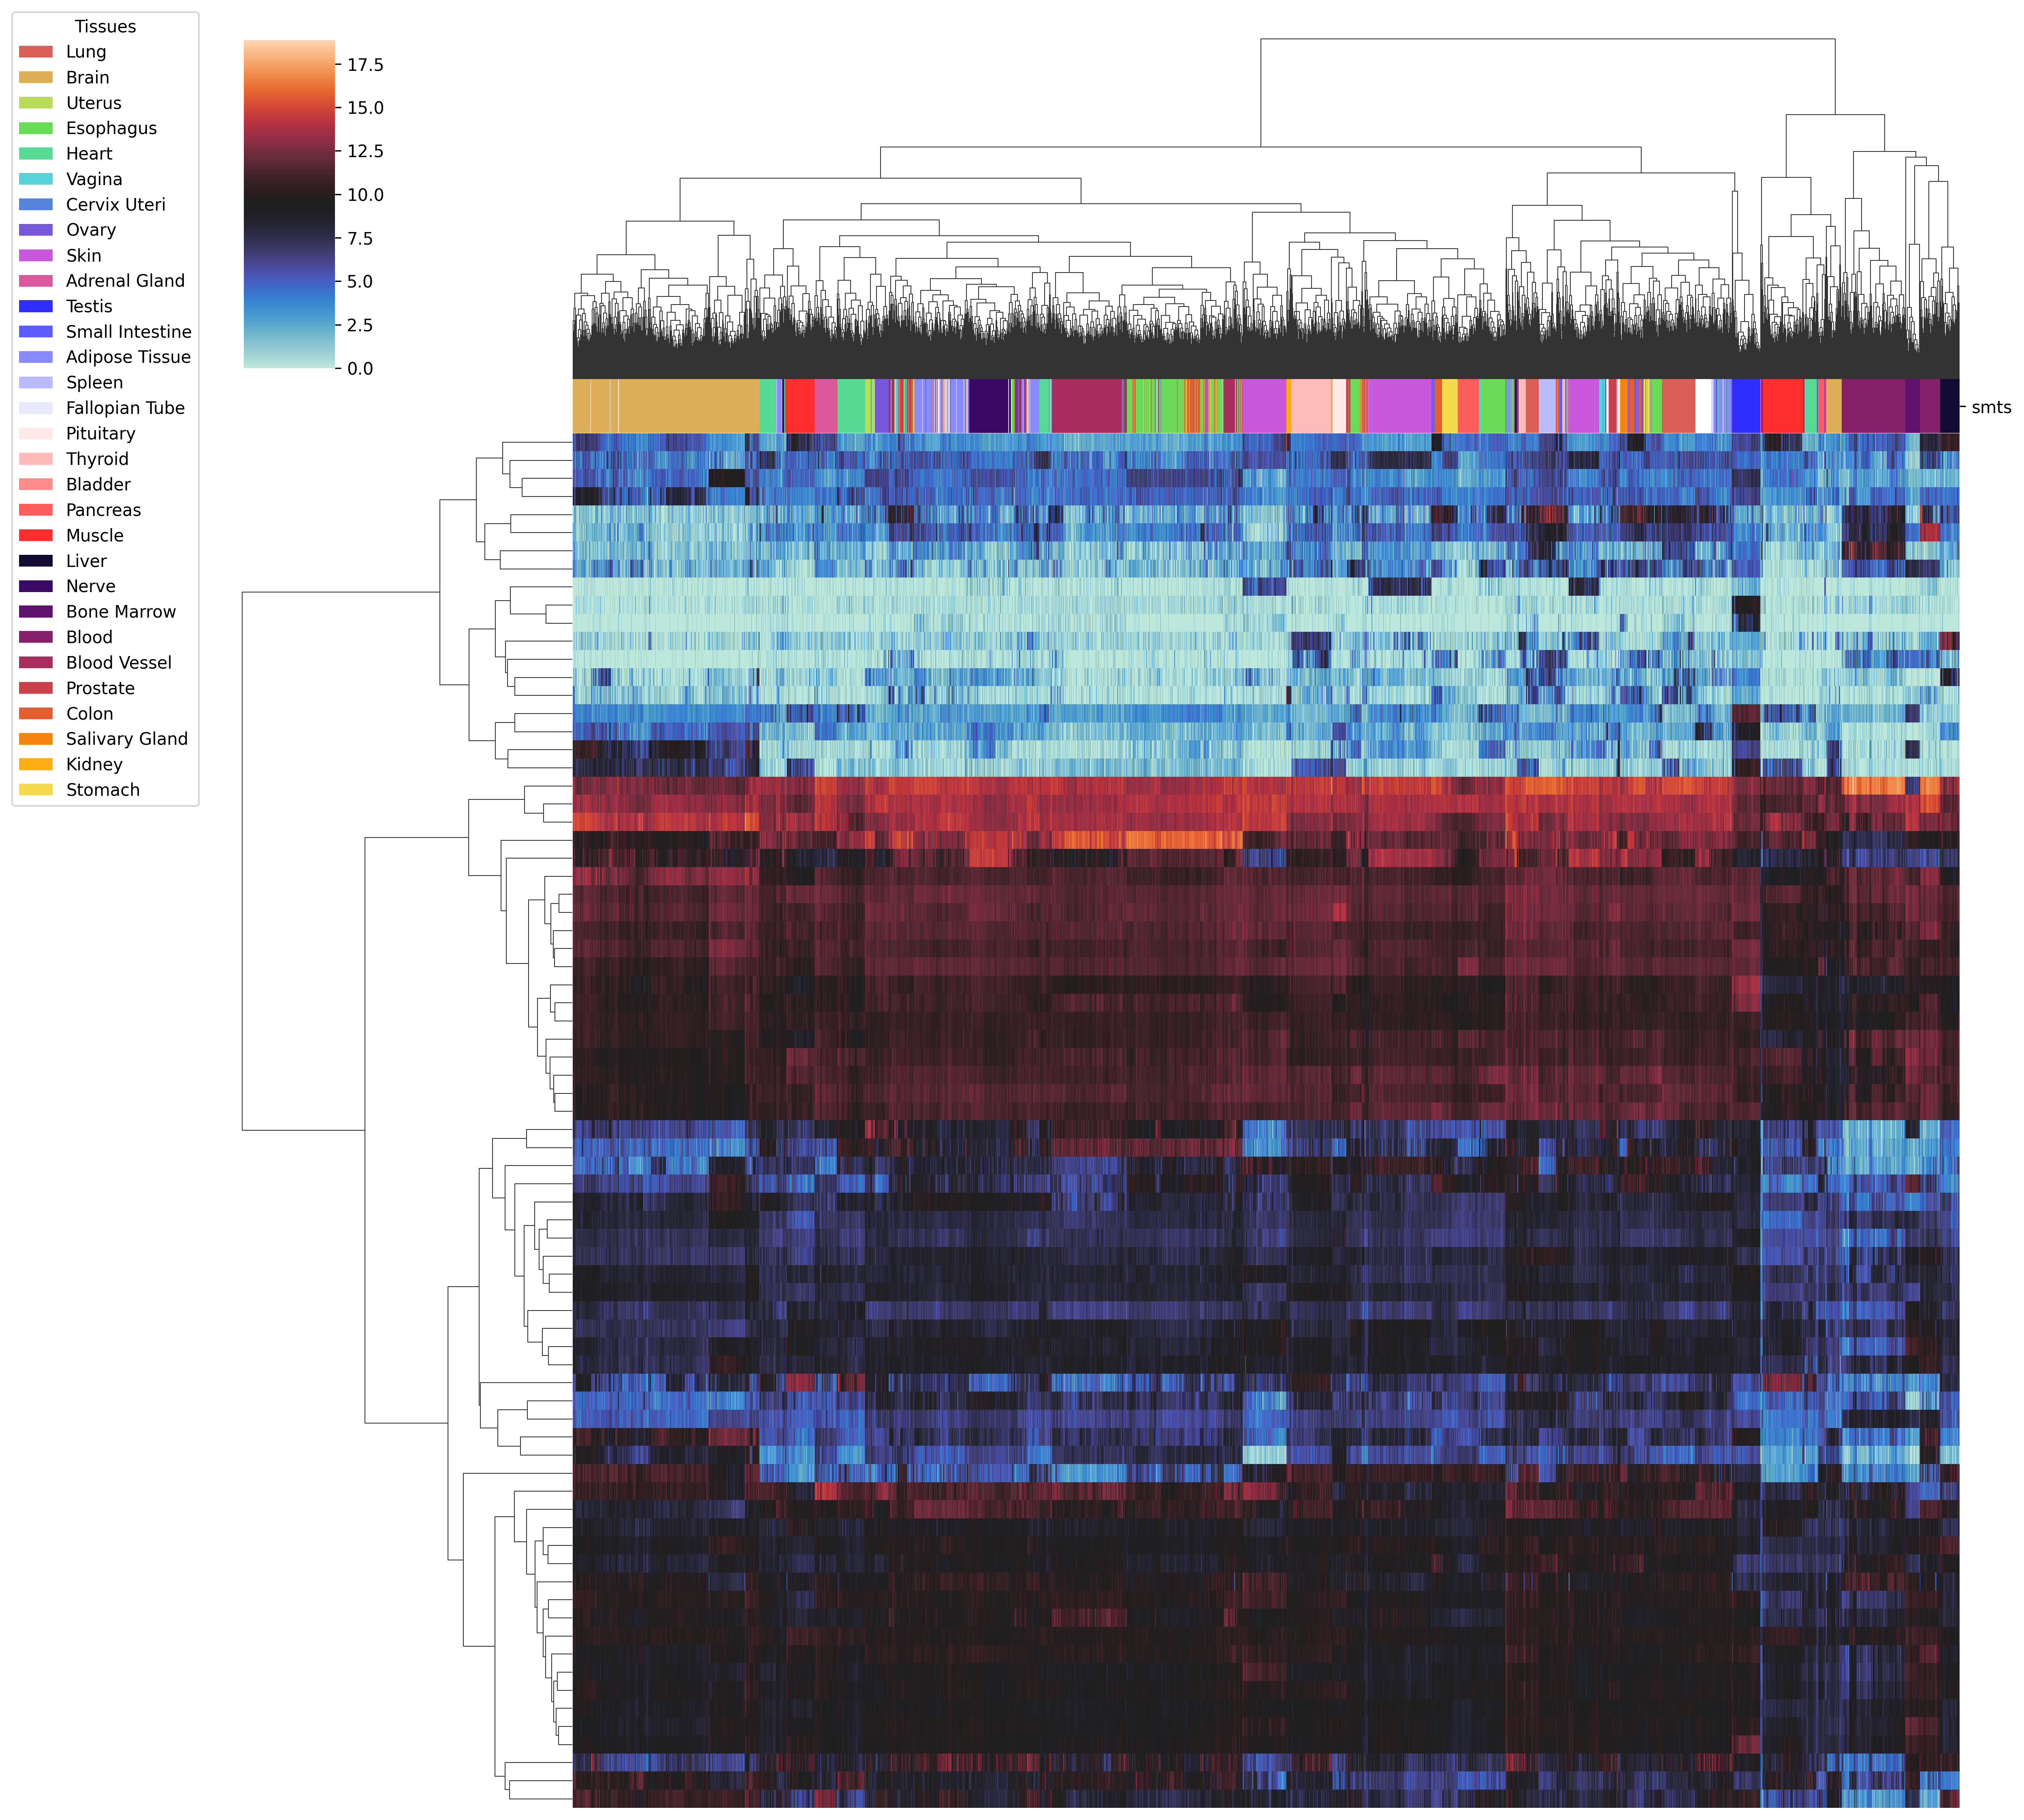 Tissues
Lung
Brain
Uterus
Esophagus
Heart
Vagina
Cervix Uteri
Ovary
Skin
Adrenal Gland
Testis
Small Intestine
Adipose Tissue
Spleen
Fallopian Tube
Pituitary
Thyroid
Bladder
Pancreas
Muscle
Liver
Nerve
Bone Marrow
Blood
Blood Vessel
Prostate
Colon
Salivary Gland
Kidney
Stomach
17.5
15.0
12.5
10.0
7.5
5.0
2.5
0.0
smts